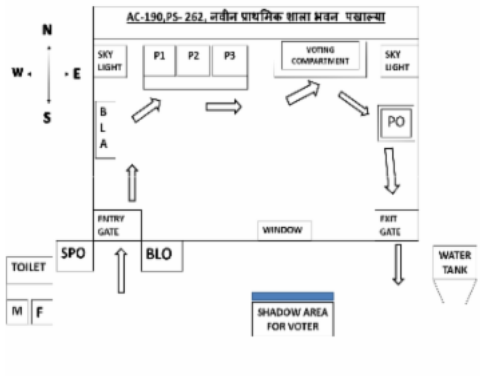 AC-190,PS- 262, नवीन प्राथमिक शाला भवन पखाल्या
N
W
E
S
SKY
LIGHT
P1
P2
P3
VOTING
COMPARTMENT
SKY
LIGHT
B
L
A
PO
ENTRY
GATE
WINDOW
EXIT
GATE
SPO
BLO
TOILET
M
F
WATER
TANK
SHADOW AREA
FOR VOTER